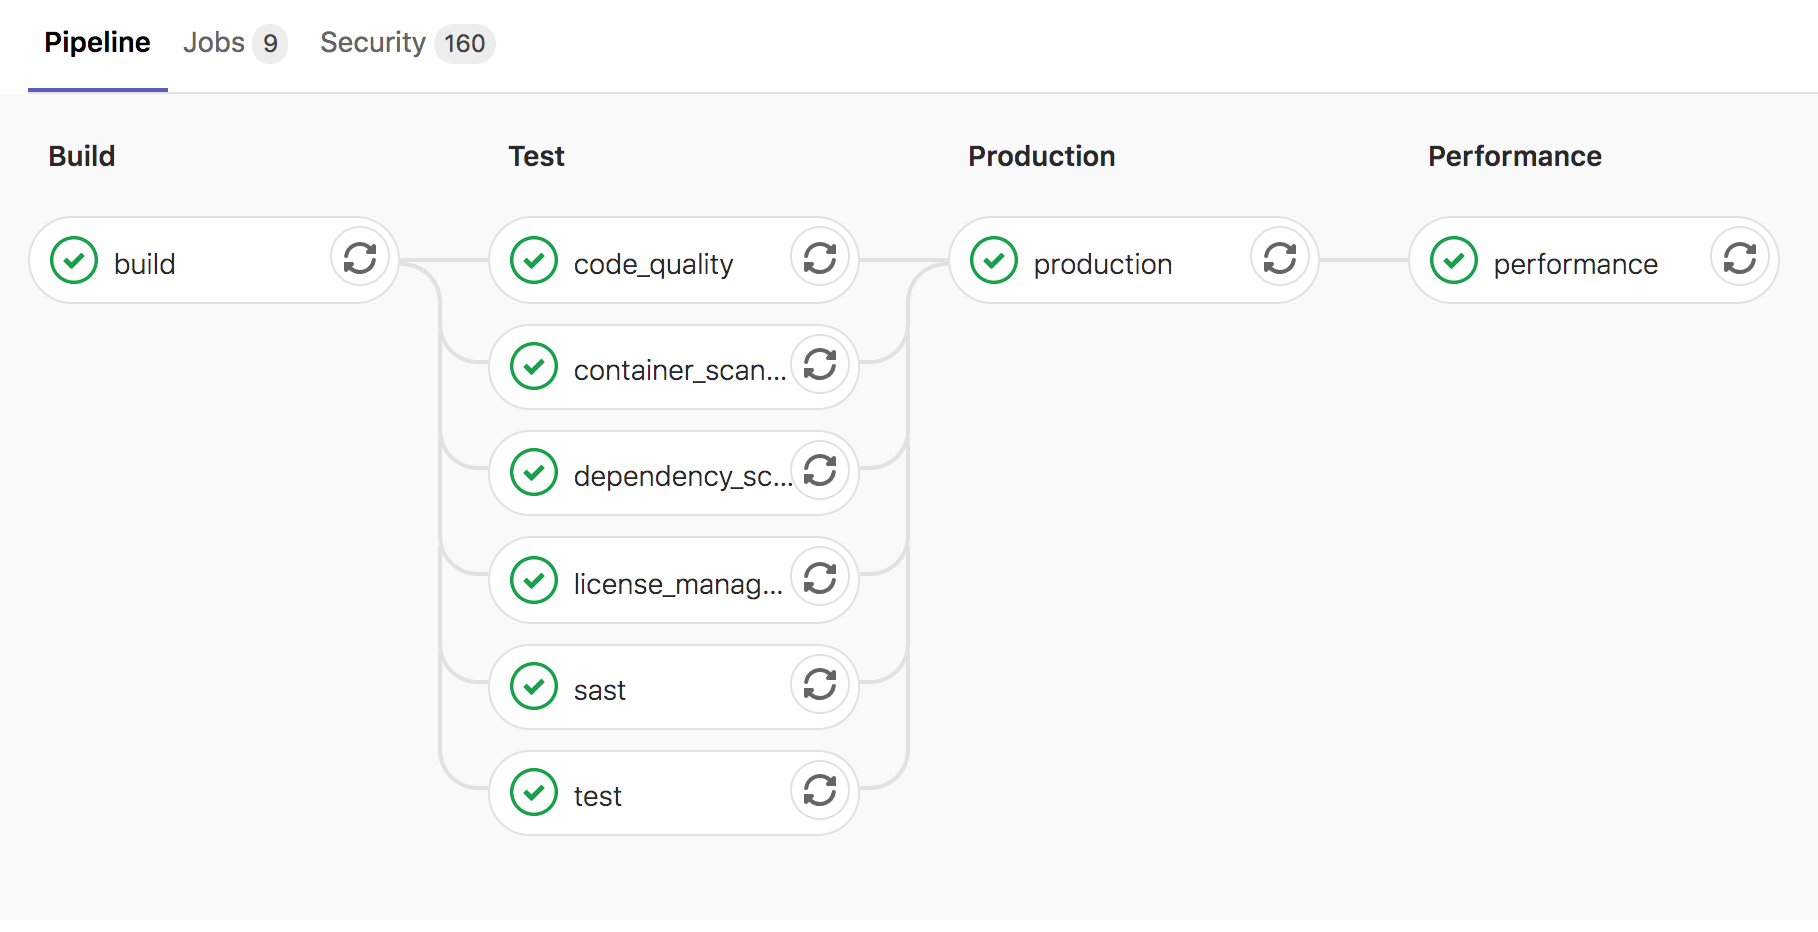 Pipeline Jobs 9 Security 160
Build Test Production Performance
build code_quality production performance
container_scan...
dependency_sc...
license_manag...
sast
test